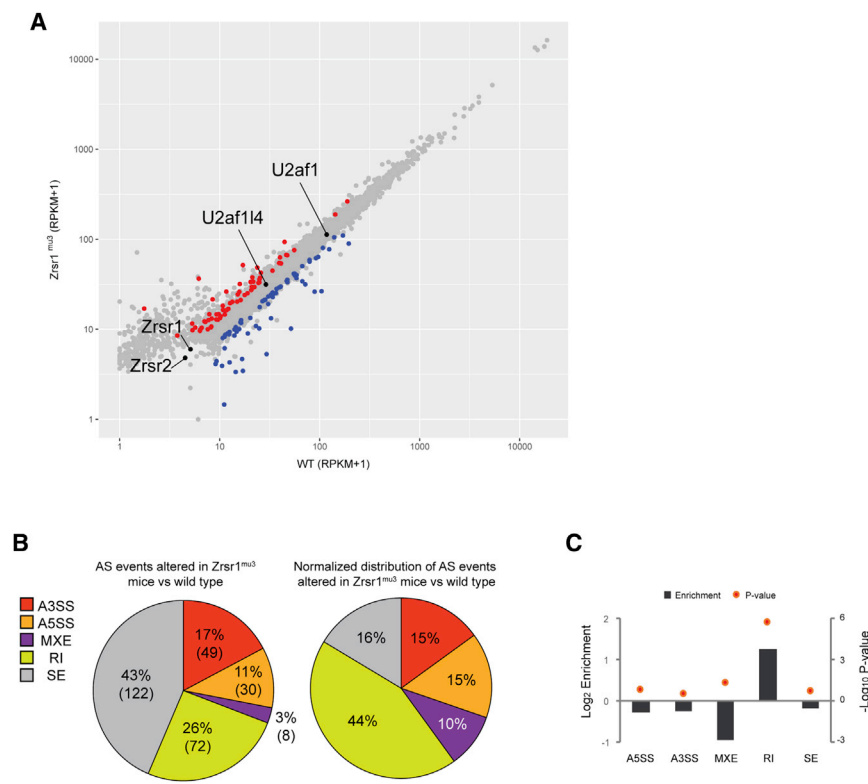 A
10000
1000
100
10
1
Zrsr1 mu3 (RPKM+1)
U2af1
U2af1l4
Zrsr1
Zrsr2
1
10
100
1000
10000
WT (RPKM+1)
B
AS events altered in Zrsr1mu3
mice vs wild type
Normalized distribution of AS events
altered in Zrsr1mu3 mice vs wild type
A3SS
A5SS
MXE
RI
SE
17%
(49)
11%
(30)
3%
(8)
26%
(72)
43%
(122)
15%
15%
10%
44%
16%
C
Enrichment
P-value
Log2 Enrichment
2
1
0
-1
6
3
0
-3
-Log10 P-value
A5SS
A3SS
MXE
RI
SE